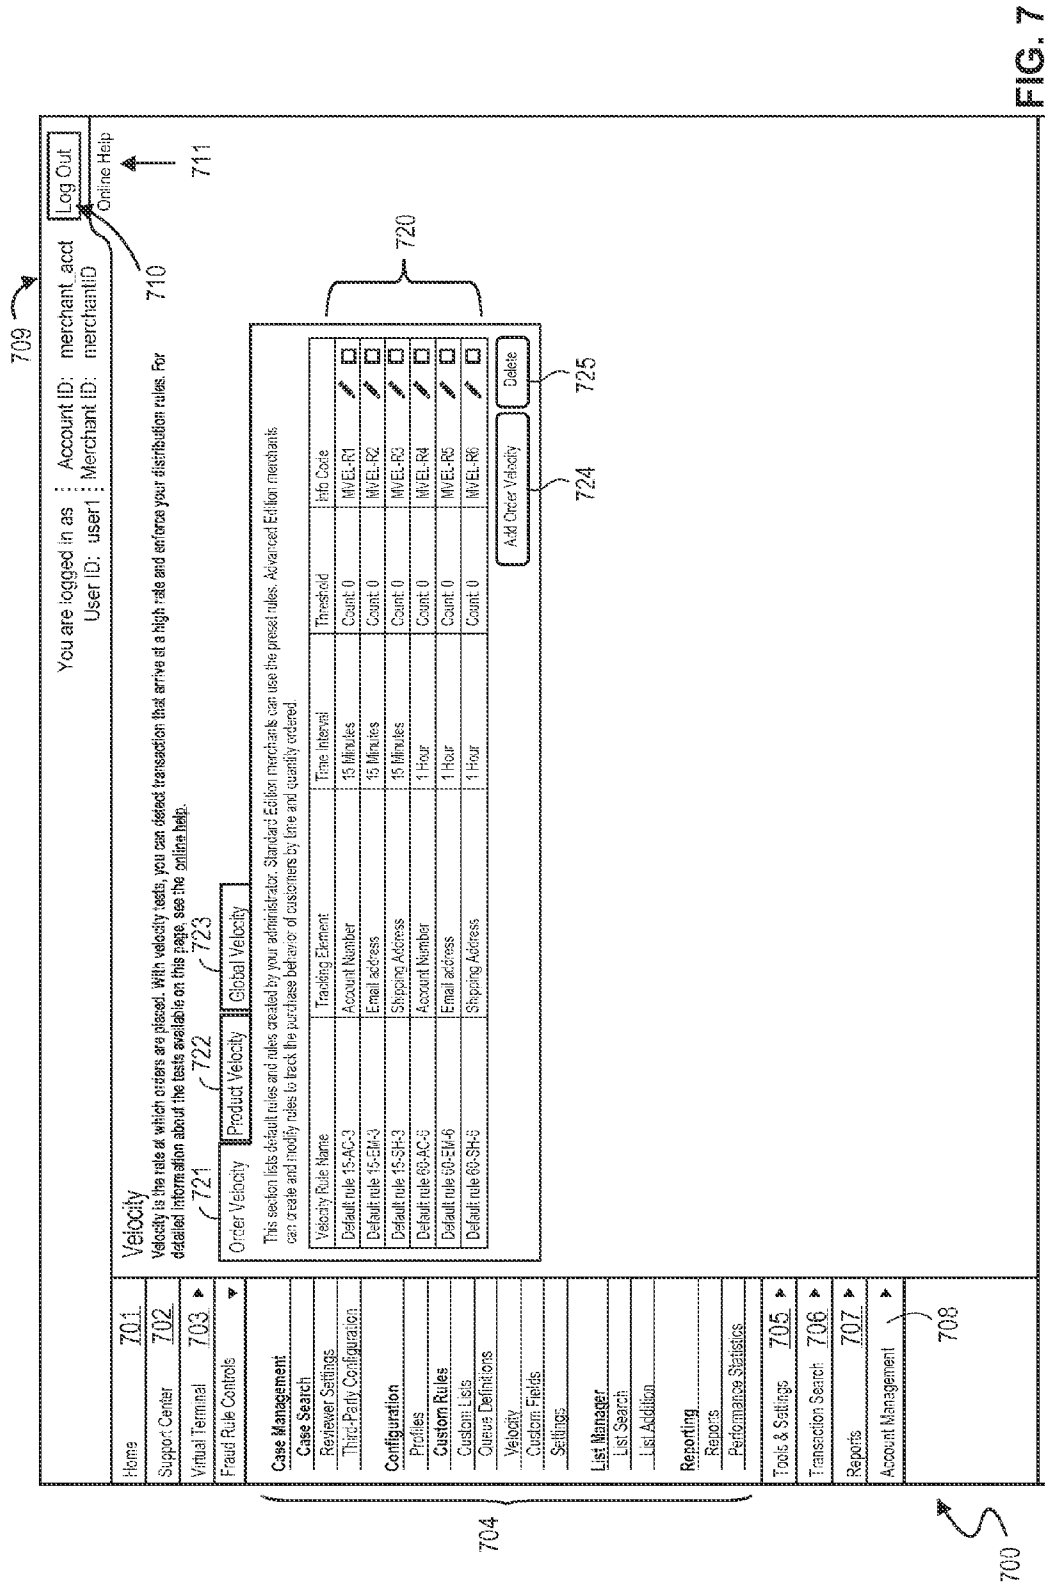 709
You are logged in as : Account ID: merchant_acct
User ID: user1 : Merchant ID: merchantID
Log Out
Online Help
710
711
Home 701
Support Center 702
Virtual Terminal 703
Fraud Rule Controls
Case Management
Case Search
Reviewer Settings
Third-Party Configuration
Configuration
Profiles
Custom Rules
Custom Lists
Queue Definitions
Velocity
Custom Fields
Settings
List Manager
List Search
List Addition
Reporting
Reports
Performance Statistics
704
Tools & Settings 705
Transaction Search 706
Reports 707
Account Management
708
700
Velocity
Velocity is the rate at which orders are placed. With velocity tests, you can detect transaction that arrive at a high rate and enforce your distribution rules. For
detailed information about the tests available on this page, see the online help.
721 722 723
Order Velocity Product Velocity Global Velocity
This section lists default rules and rules created by your administrator. Standard Edition merchants can use the preset rules. Advanced Edition merchants
can create and modify rules to track the purchase behavior of customers by time and quantity ordered.
Velocity Rule Name Tracking Element Time Interval Threshold Info Code
Default rule 15-AC-3 Account Number 15 Minutes Count: 0 MVEL-R1
Default rule 15-EM-3 Email address 15 Minutes Count: 0 MVEL-R2
Default rule 15-SH-3 Shipping Address 15 Minutes Count: 0 MVEL-R3
Default rule 60-AC-6 Account Number 1 Hour Count: 0 MVEL-R4
Default rule 60-EM-6 Email address 1 Hour Count: 0 MVEL-R5
Default rule 60-SH-6 Shipping Address 1 Hour Count: 0 MVEL-R6
720
Add Order Velocity Delete
724 725
FIG. 7